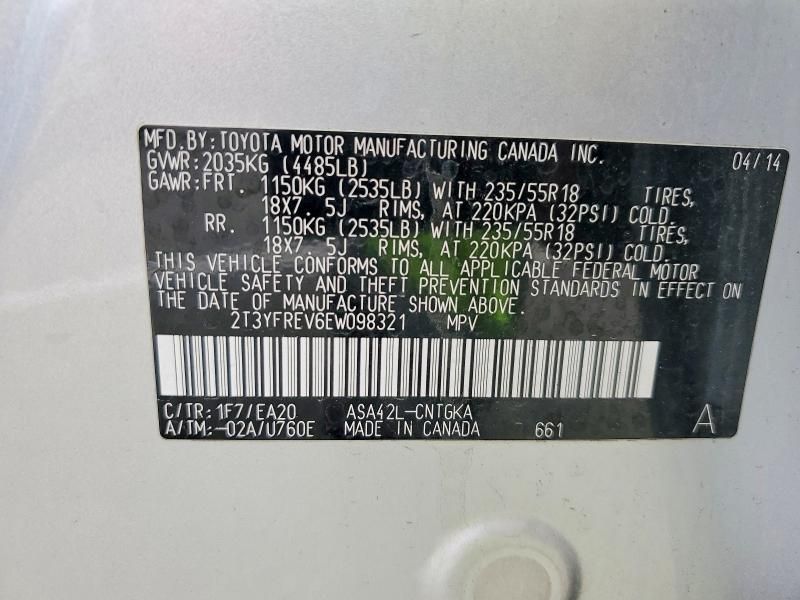 MFD.BY:TOYOTA MOTOR MANUFACTURING CANADA INC. 04/14
GVWR:2035KG (4485LB)
GAWR:FRT. 1150KG (2535LB) WITH 235/55R18 TIRES,
18X7. 5J RIMS, AT 220KPA (32PSI) COLD.
RR. 1150KG (2535LB) WITH 235/55R18 TIRES,
18X7. 5J RIMS, AT 220KPA (32PSI) COLD.
THIS VEHICLE CONFORMS TO ALL APPLICABLE FEDERAL MOTOR
VEHICLE SAFETY AND THEFT PREVENTION STANDARDS IN EFFECT ON
THE DATE OF MANUFACTURE SHOWN ABOVE.
2T3YFREV6EW098321 MPV
C/TR:1F7/EA20 ASA42L-CNTGKA
A/TM:-02A/U760E MADE IN CANADA 661 A